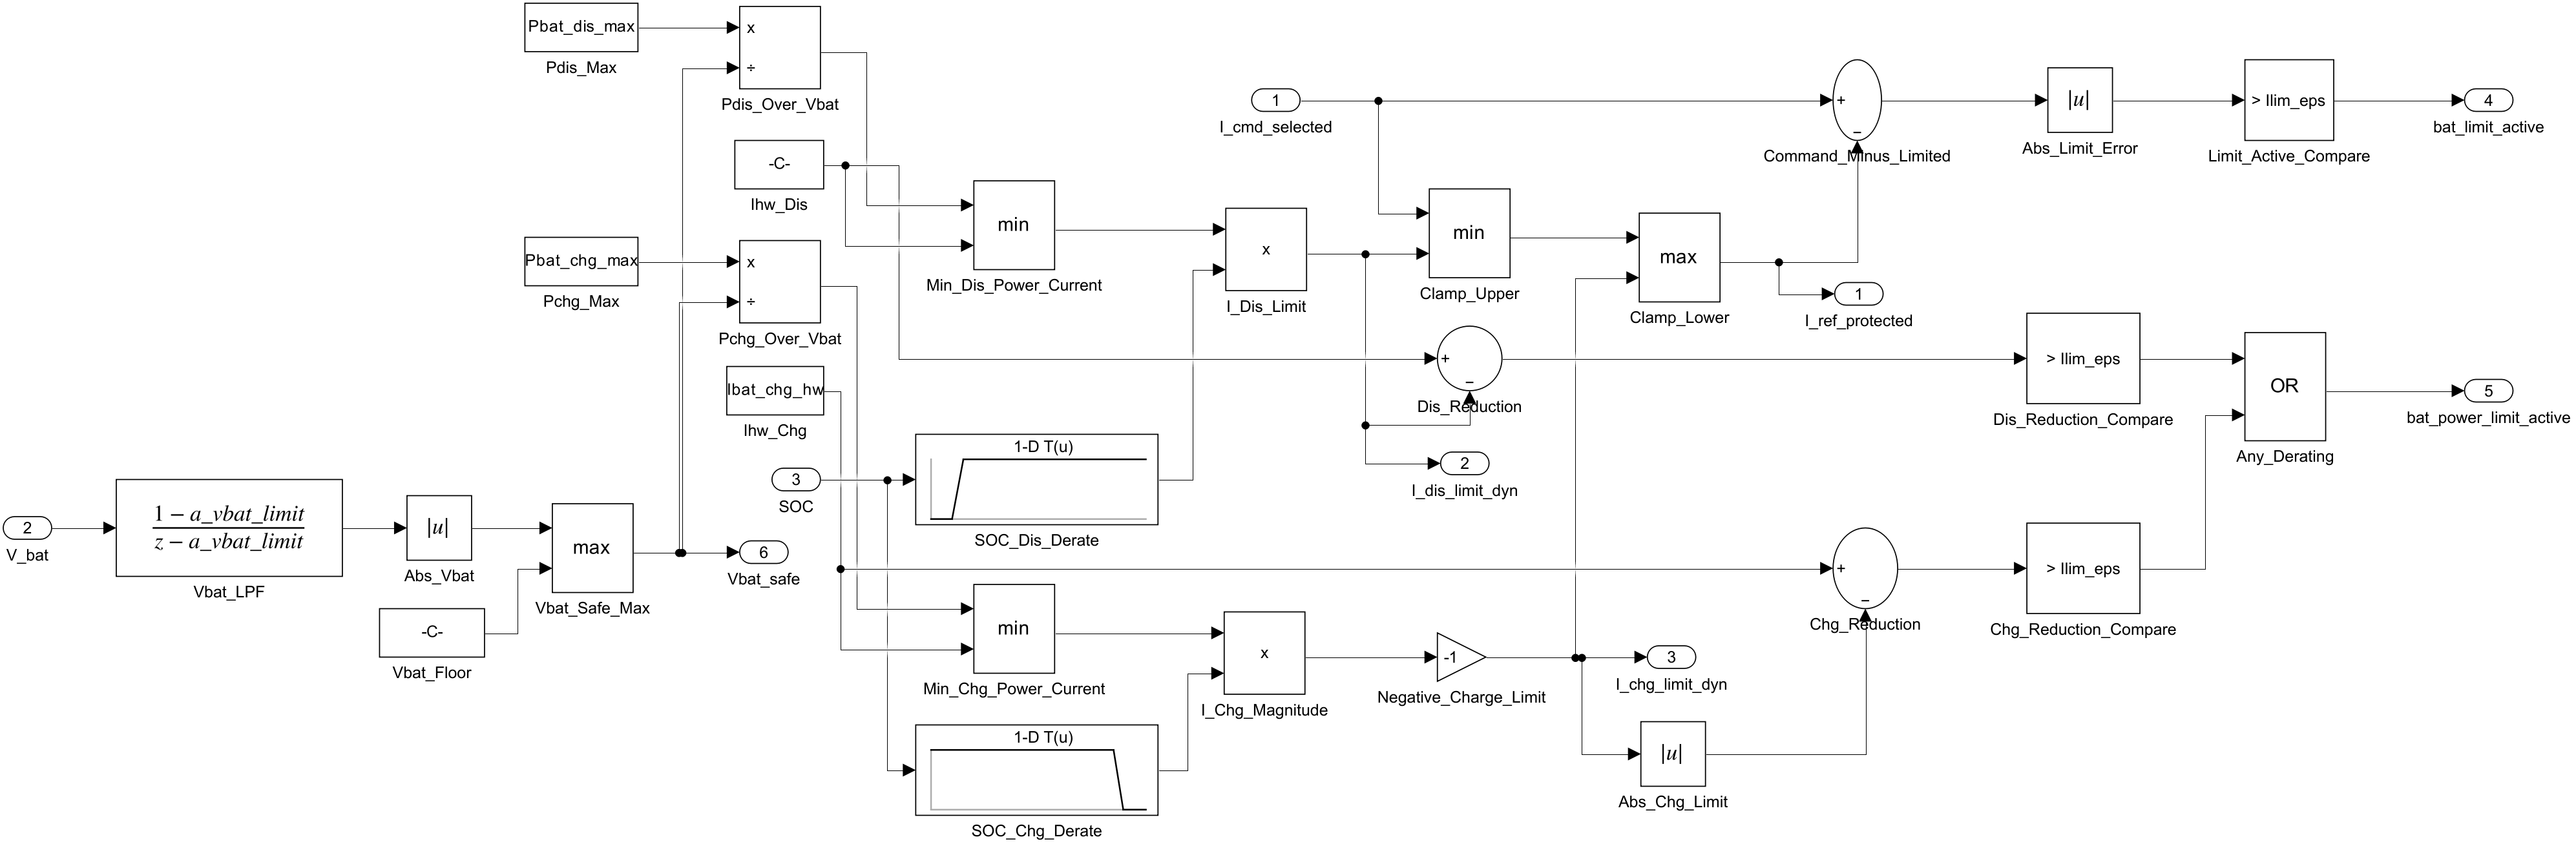 Pbat_dis_max
Pdis_Max
x
÷
Pdis_Over_Vbat
-C-
Ihw_Dis
Pbat_chg_max
Pchg_Max
x
÷
Pchg_Over_Vbat
Ibat_chg_hw
Ihw_Chg
min
Min_Dis_Power_Current
x
I_Dis_Limit
1
I_cmd_selected
min
Clamp_Upper
max
Clamp_Lower
+
−
Command_Minus_Limited
|u|
Abs_Limit_Error
> Ilim_eps
Limit_Active_Compare
4
bat_limit_active
1
I_ref_protected
+
−
Dis_Reduction
2
I_dis_limit_dyn
> Ilim_eps
Dis_Reduction_Compare
OR
Any_Derating
5
bat_power_limit_active
3
SOC
1-D T(u)
SOC_Dis_Derate
2
V_bat
1 − a_vbat_limit
z − a_vbat_limit
Vbat_LPF
|u|
Abs_Vbat
-C-
Vbat_Floor
max
Vbat_Safe_Max
6
Vbat_safe
min
Min_Chg_Power_Current
x
I_Chg_Magnitude
1-D T(u)
SOC_Chg_Derate
-1
Negative_Charge_Limit
3
I_chg_limit_dyn
|u|
Abs_Chg_Limit
+
−
Chg_Reduction
> Ilim_eps
Chg_Reduction_Compare